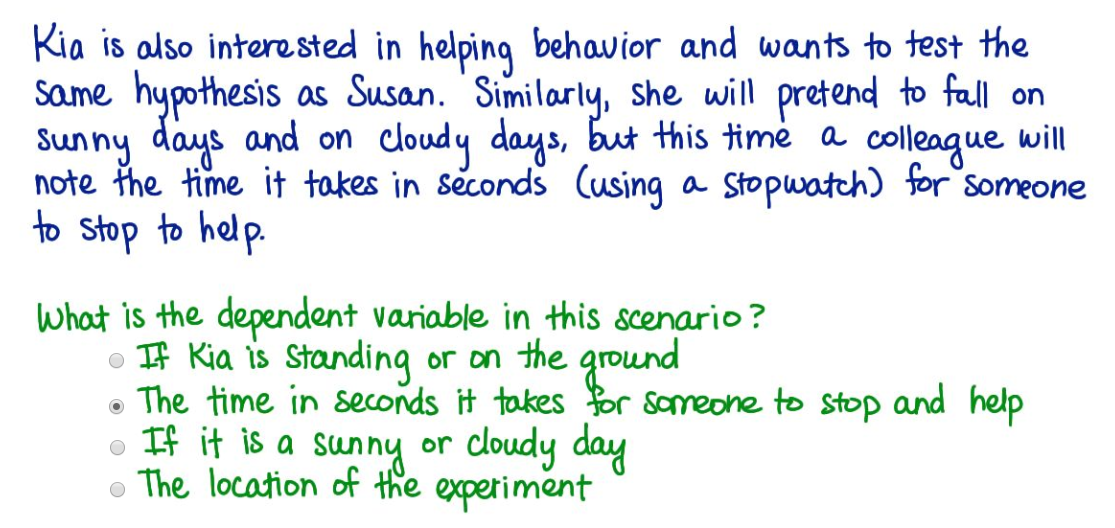 Kia is also interested in helping behavior and wants to test the
same hypothesis as Susan. Similarly, she will pretend to fall on
sunny days and on cloudy days, but this time a colleague will
note the time it takes in seconds (using a stopwatch) for someone
to stop to help.
What is the dependent variable in this scenario?
If Kia is standing or on the ground
The time in seconds it takes for someone to stop and help
If it is a sunny or cloudy day
The location of the experiment